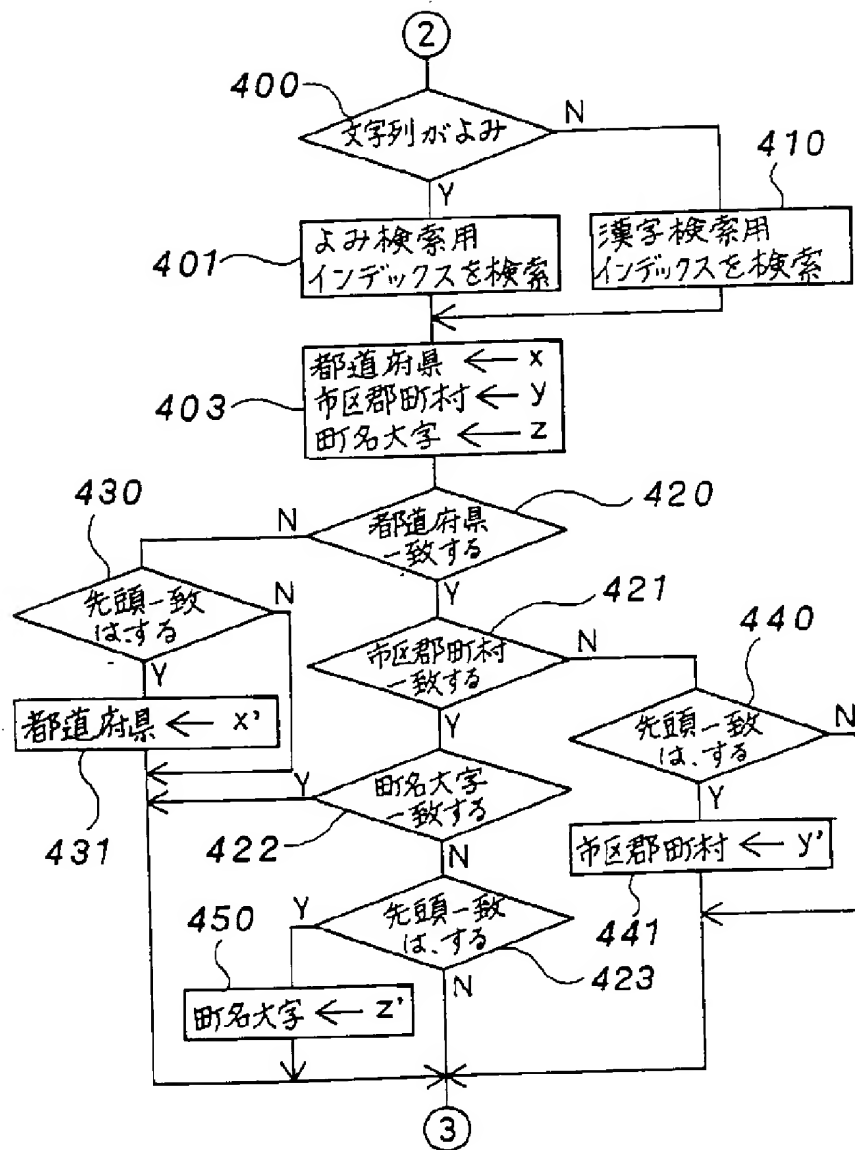 2
400
文字列がよみ
N
410
Y
401
よみ検索用
インデックスを検索
漢字検索用
インデックスを検索
403
都道府県 ← x
市区郡町村 ← y
町名大字 ← z
430
N
420
都道府県
一致する
Y
421
先頭一致
は、する
N
Y
市区郡町村
一致する
N
440
Y
都道府県 ← x'
431
先頭一致
は、する
N
Y
町名大字
一致する
Y
422
N
市区郡町村 ← y'
441
450
Y
先頭一致
は、する
423
N
町名大字 ← z'
3